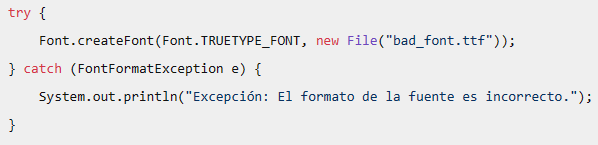 try {
Font.createFont(Font.TRUETYPE_FONT, new File("bad_font.ttf"));
} catch (FontFormatException e) {
System.out.println("Excepción: El formato de la fuente es incorrecto.");
}